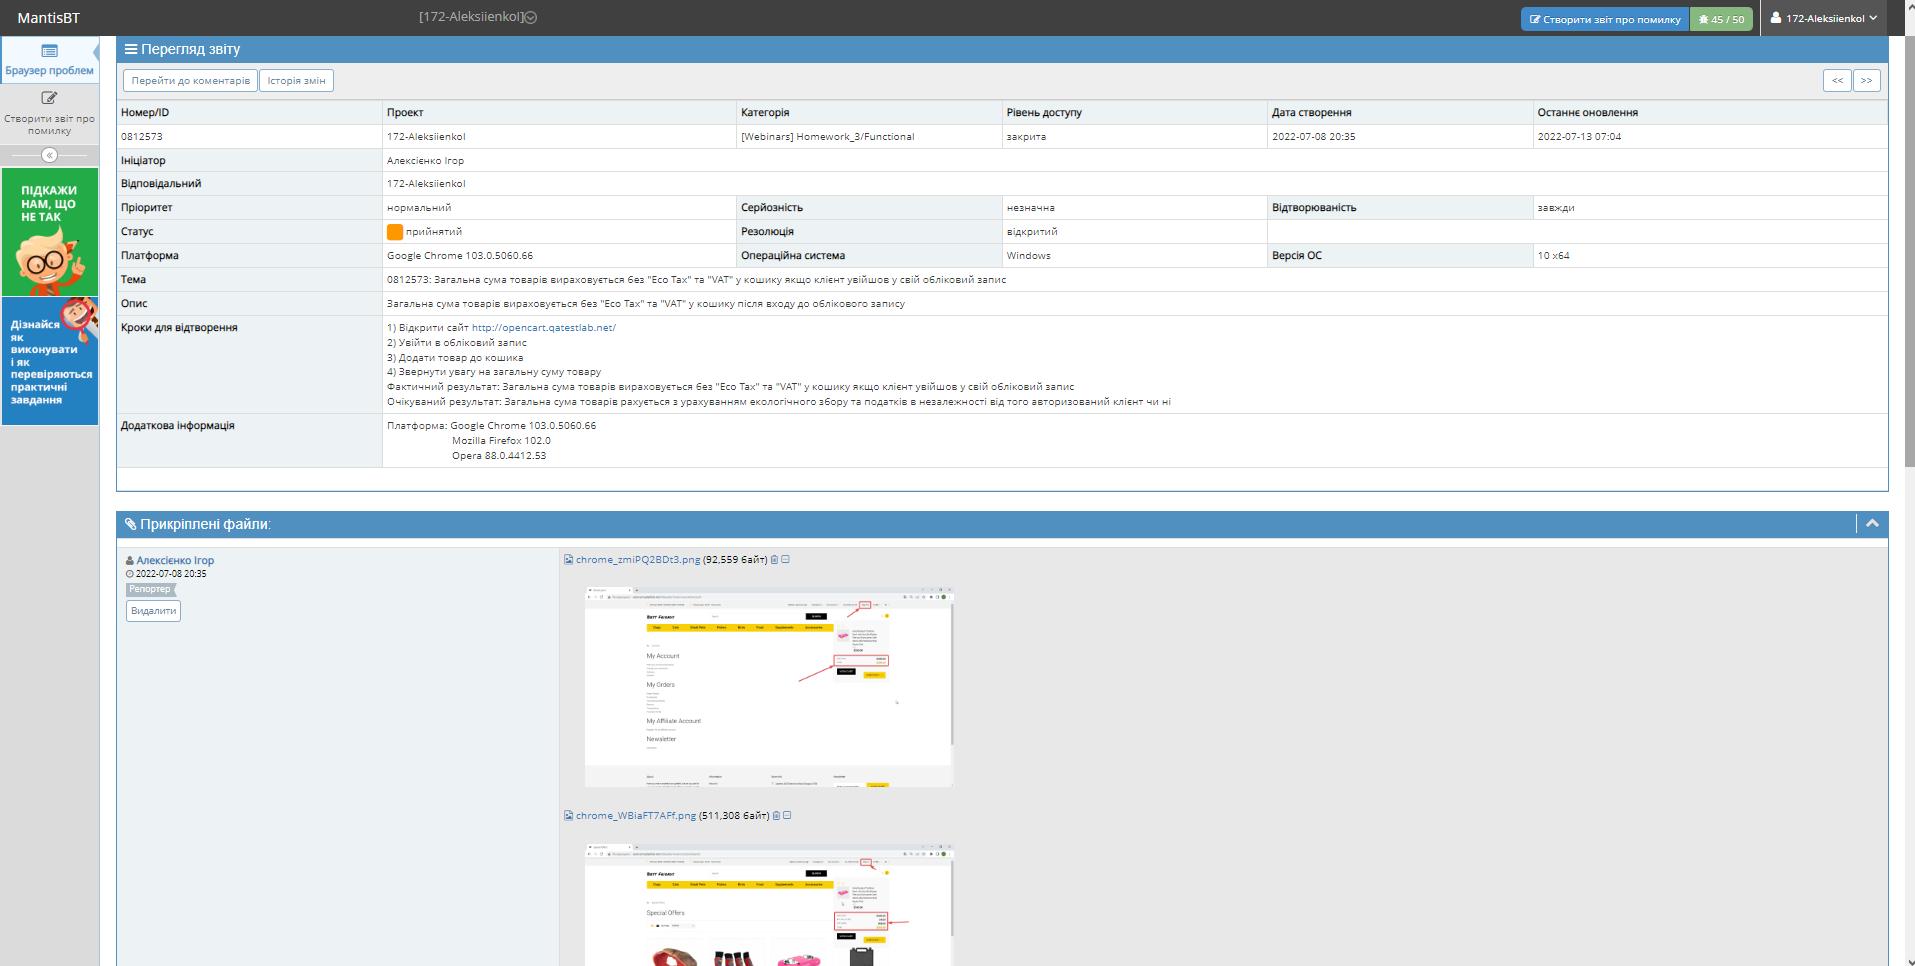 MantisBT
[172-Aleksiienkol]
Створити звіт про помилку
45 / 50
172-Aleksiienkol
Браузер проблем
Створити звіт про
помилку
ПІДКАЖИ
НАМ, ЩО
НЕ ТАК
Дізнайся
як
виконувати
і як
перевіряються
практичні
завдання
Перегляд звіту
Перейти до коментарів
Історія змін
<<
>>
Номер/ID Проект Категорія Рівень доступу Дата створення Останнє оновлення
0812573 172-Aleksiienkol [Webinars] Homework_3/Functional закрита 2022-07-08 20:35 2022-07-13 07:04
Ініціатор Алексієнко Ігор
Відповідальний 172-Aleksiienkol
Пріоритет нормальний Серйозність незначна Відтворюваність завжди
Статус прийнятий Резолюція відкритий
Платформа Google Chrome 103.0.5060.66 Операційна система Windows Версія ОС 10 x64
Тема 0812573: Загальна сума товарів вираховується без "Eco Tax" та "VAT" у кошику якщо клієнт увійшов у свій обліковий запис
Опис Загальна сума товарів вираховується без "Eco Tax" та "VAT" у кошику після входу до облікового запису
Кроки для відтворення 1) Відкрити сайт http://opencart.qatestlab.net/
2) Увійти в обліковий запис
3) Додати товар до кошика
4) Звернути увагу на загальну суму товару
Фактичний результат: Загальна сума товарів вираховується без "Eco Tax" та "VAT" у кошику якщо клієнт увійшов у свій обліковий запис
Очікуваний результат: Загальна сума товарів рахується з урахуванням екологічного збору та податків в незалежності від того авторизований клієнт чи ні
Додаткова інформація Платформа: Google Chrome 103.0.5060.66
Mozilla Firefox 102.0
Opera 88.0.4412.53
Прикріплені файли:
Алексієнко Ігор
2022-07-08 20:35
Репортер
Видалити
chrome_zmiPQ2BDt3.png (92,559 байт)
My Account
My Orders
My Affiliate Account
Newsletter
chrome_WBiaFT7AFf.png (511,308 байт)
Special Offers